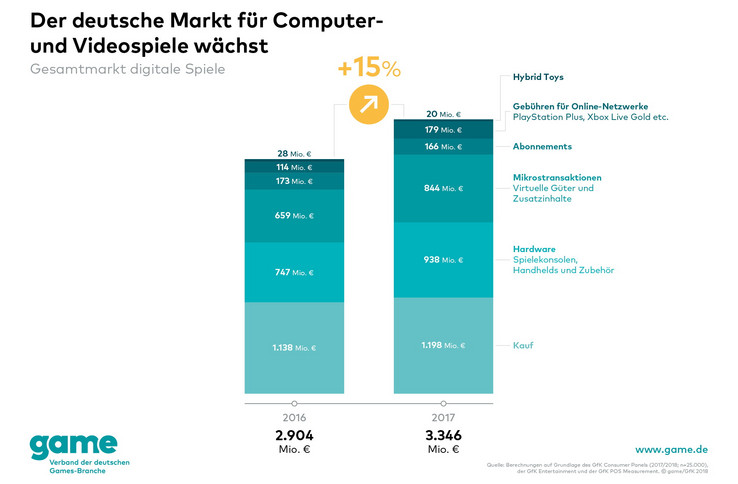 Der deutsche Markt für Computer-
und Videospiele wächst
Gesamtmarkt digitale Spiele
+15%
28 Mio. €
114 Mio. €
173 Mio. €
659 Mio. €
747 Mio. €
1.138 Mio. €
20 Mio. €
179 Mio. €
166 Mio. €
844 Mio. €
938 Mio. €
1.198 Mio. €
Hybrid Toys
Gebühren für Online-Netzwerke
PlayStation Plus, Xbox Live Gold etc.
Abonnements
Mikrostransaktionen
Virtuelle Güter und
Zusatzinhalte
Hardware
Spielekonsolen,
Handhelds und Zubehör
Kauf
2016
2.904
Mio. €
2017
3.346
Mio. €
game
Verband der deutschen
Games-Branche
www.game.de
Quelle: Berechnungen auf Grundlage des GfK Consumer Panels (2017/2018; n=25.000),
der GfK Entertainment und der GfK POS Measurement. © game/GfK 2018